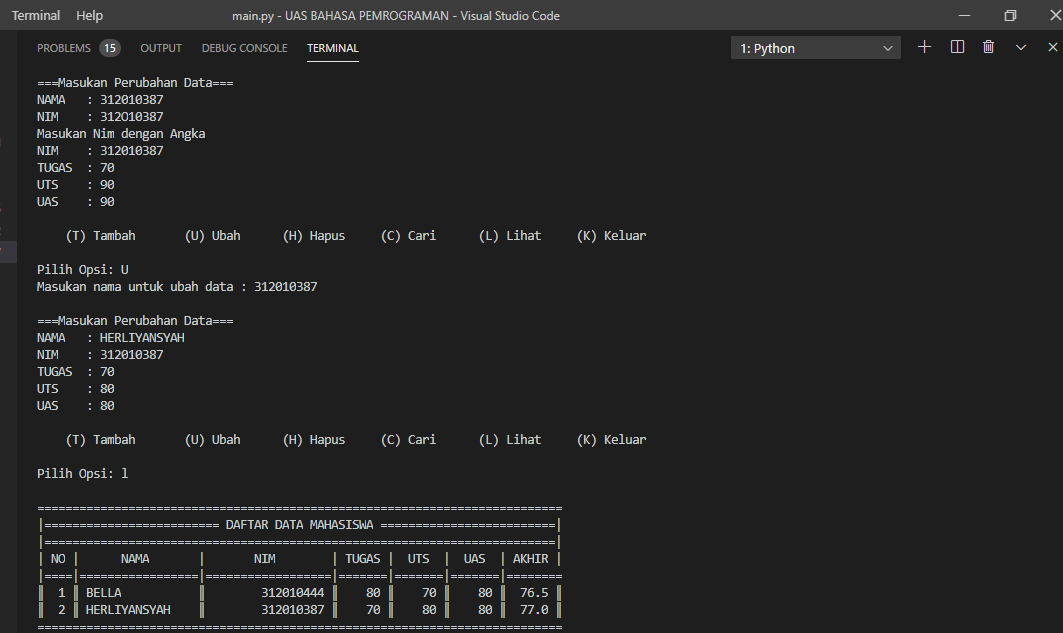 Terminal Help main.py - UAS BAHASA PEMROGRAMAN - Visual Studio Code
PROBLEMS 15 OUTPUT DEBUG CONSOLE TERMINAL 1: Python
===Masukan Perubahan Data===
NAMA : 312010387
NIM : 312O10387
Masukan Nim dengan Angka
NIM : 312010387
TUGAS : 70
UTS : 90
UAS : 90
(T) Tambah (U) Ubah (H) Hapus (C) Cari (L) Lihat (K) Keluar
Pilih Opsi: U
Masukan nama untuk ubah data : 312010387
===Masukan Perubahan Data===
NAMA : HERLIYANSYAH
NIM : 312010387
TUGAS : 70
UTS : 80
UAS : 80
(T) Tambah (U) Ubah (H) Hapus (C) Cari (L) Lihat (K) Keluar
Pilih Opsi: l
===========================================================================
|========================= DAFTAR DATA MAHASISWA =========================|
|=========================================================================|
| NO | NAMA | NIM | TUGAS | UTS | UAS | AKHIR |
|====|=================|==================|=======|=======|=======|========
| 1 | BELLA | 312010444 | 80 | 70 | 80 | 76.5 |
| 2 | HERLIYANSYAH | 312010387 | 70 | 80 | 80 | 77.0 |
===========================================================================